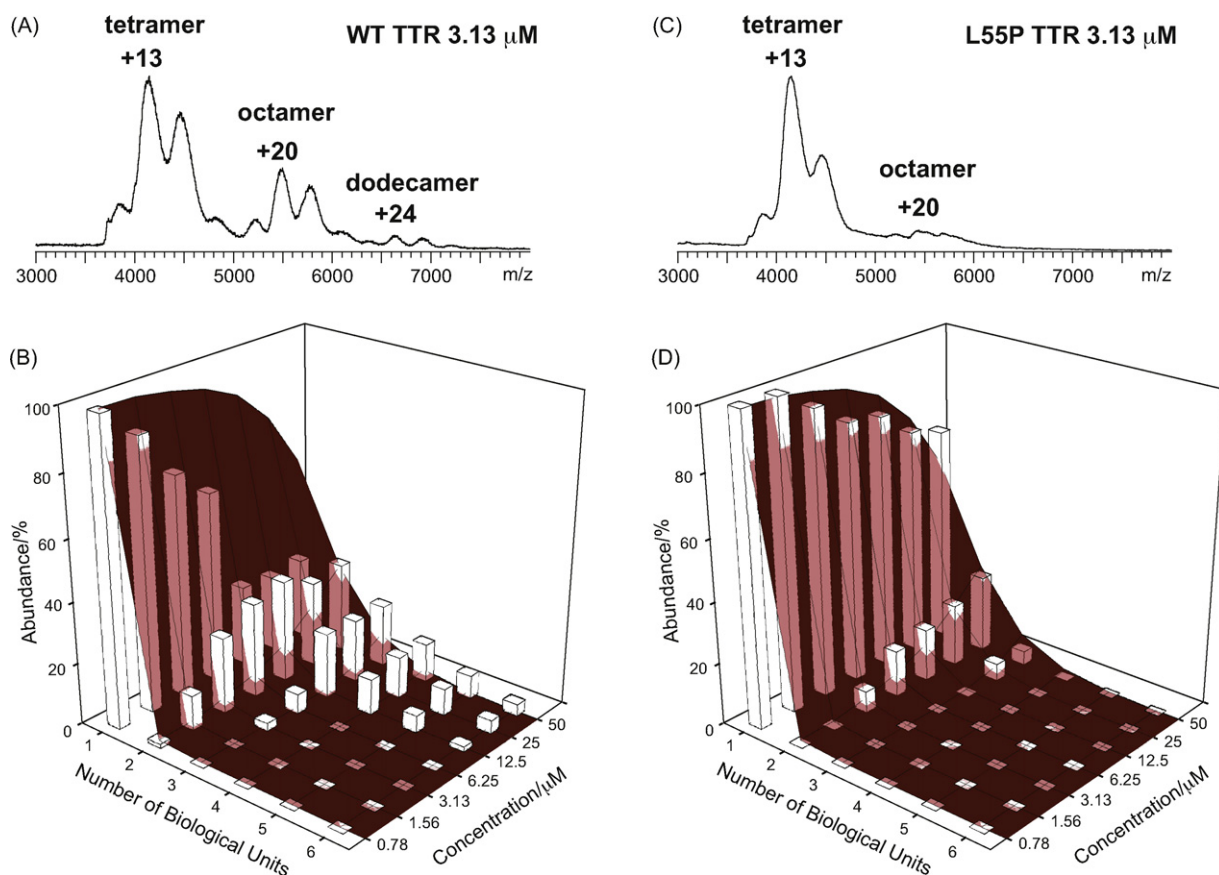 (A)
tetramer
+13
WT TTR 3.13 μM
octamer
+20
dodecamer
+24
3000 4000 5000 6000 7000 m/z
(C)
tetramer
+13
L55P TTR 3.13 μM
octamer
+20
3000 4000 5000 6000 7000 m/z
(B)
100
80
60
40
20
0
Abundance/%
1 2 3 4 5 6
Number of Biological Units
0.78 1.56 3.13 6.25 12.5 25 50
Concentration/μM
(D)
100
80
60
40
20
0
Abundance/%
1 2 3 4 5 6
Number of Biological Units
0.78 1.56 3.13 6.25 12.5 25 50
Concentration/μM